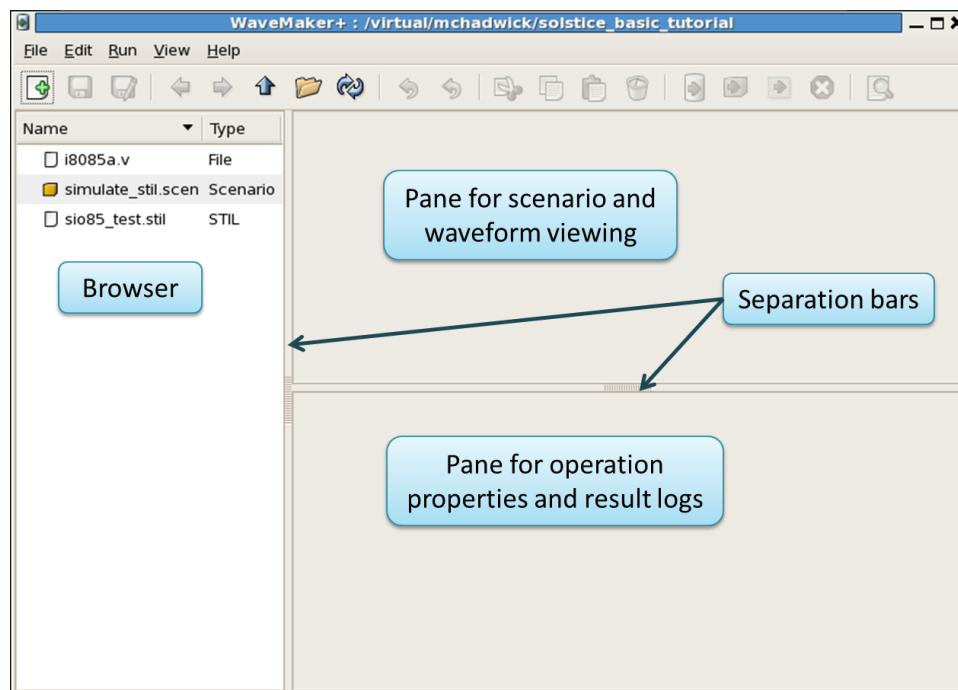 WaveMaker+ : /virtual/mchadwick/solstice_basic_tutorial
File Edit Run View Help
Name Type
i8085a.v File
simulate_stil.scen Scenario
sio85_test.stil STIL
Browser
Pane for scenario and
waveform viewing
Separation bars
Pane for operation
properties and result logs